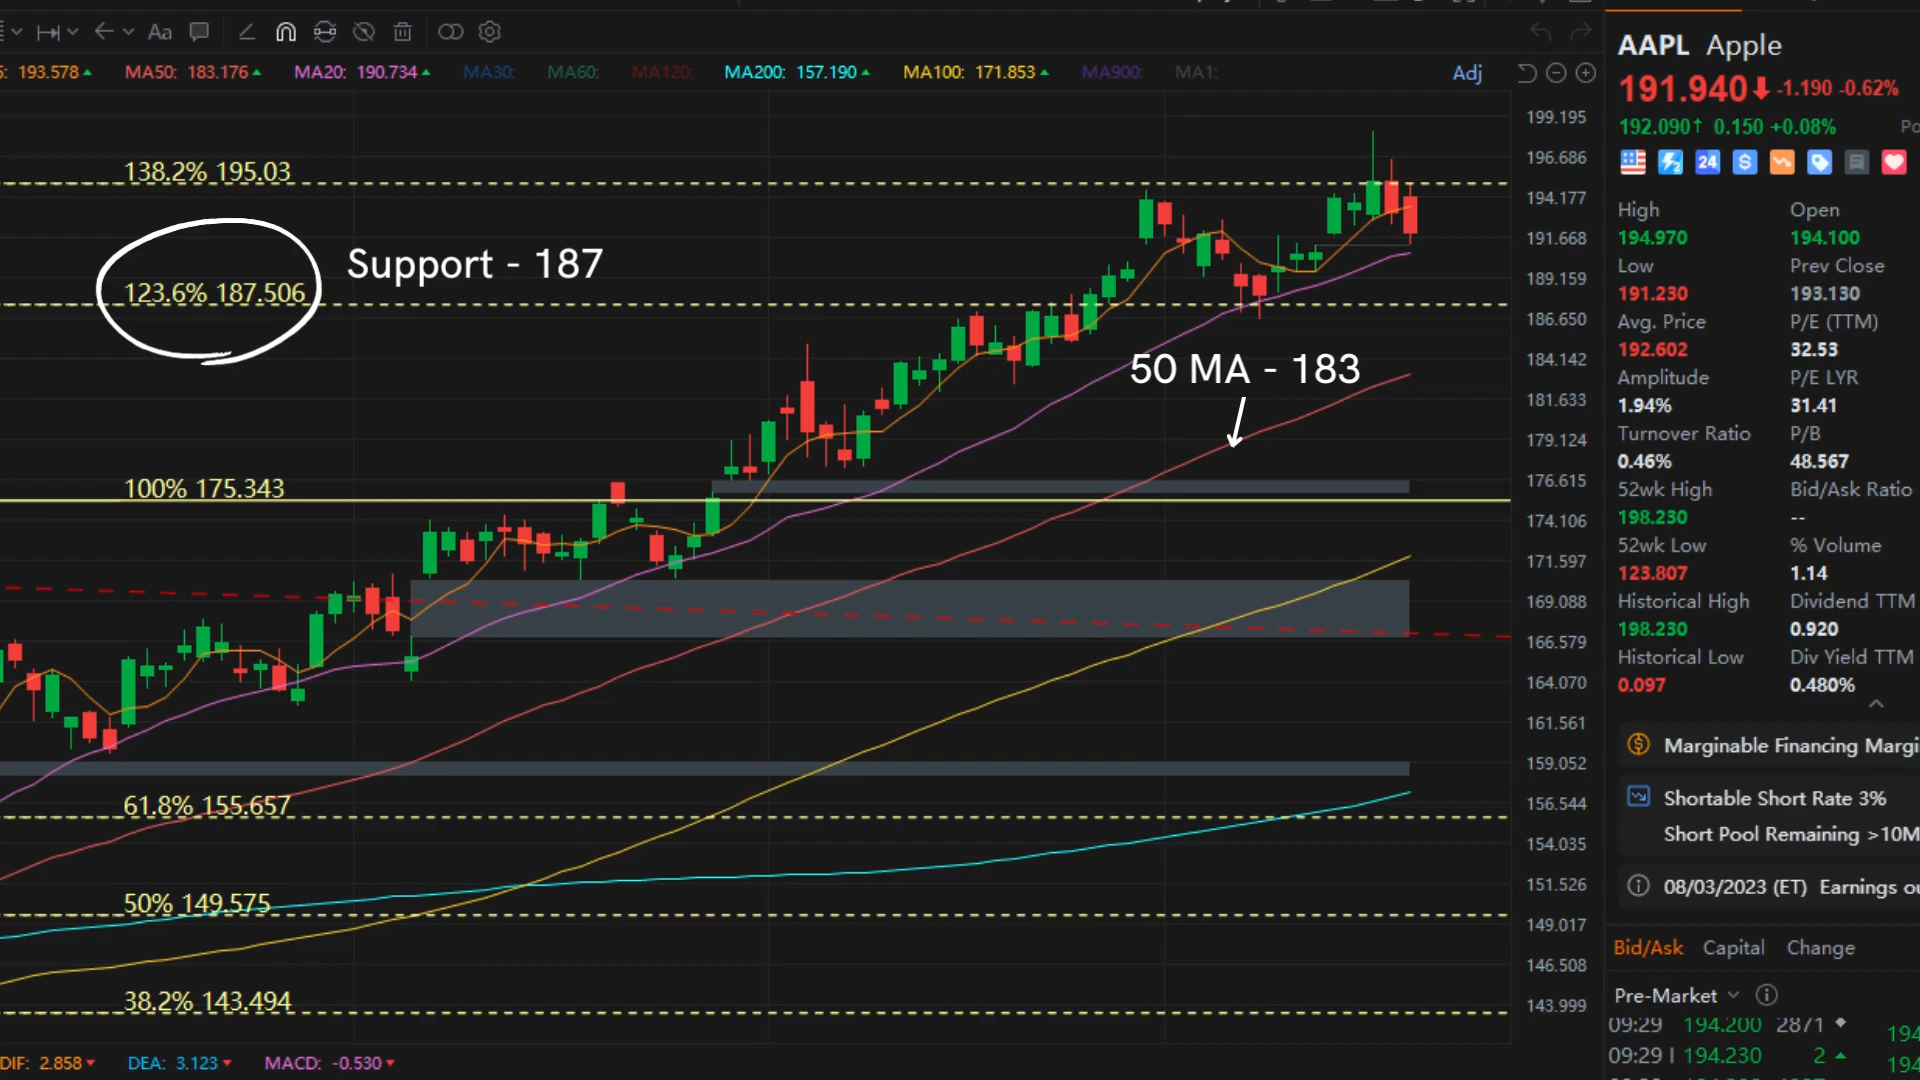 Aa
5: 193.578 MA50: 183.176 MA20: 190.734 MA30: MA60: MA120: MA200: 157.190 MA100: 171.853 MA900: MA1: Adj
138.2% 195.03
123.6% 187.506
Support - 187
50 MA - 183
100% 175.343
61.8% 155.657
50% 149.575
38.2% 143.494
199.195
196.686
194.177
191.668
189.159
186.650
184.142
181.633
179.124
176.615
174.106
171.597
169.088
166.579
164.070
161.561
159.052
156.544
154.035
151.526
149.017
146.508
143.999
DIF: 2.858 DEA: 3.123 MACD: -0.530
AAPL Apple
191.940 -1.190 -0.62%
192.090↑ 0.150 +0.08% Po
24
High Open
194.970 194.100
Low Prev Close
191.230 193.130
Avg. Price P/E (TTM)
192.602 32.53
Amplitude P/E LYR
1.94% 31.41
Turnover Ratio P/B
0.46% 48.567
52wk High Bid/Ask Ratio
198.230 --
52wk Low % Volume
123.807 1.14
Historical High Dividend TTM
198.230 0.920
Historical Low Div Yield TTM
0.097 0.480%
Marginable Financing Margi
Shortable Short Rate 3%
Short Pool Remaining >10M
08/03/2023 (ET) Earnings ou
Bid/Ask Capital Change
Pre-Market
09:29 194.200 2871 194
09:29 194.230 2 194